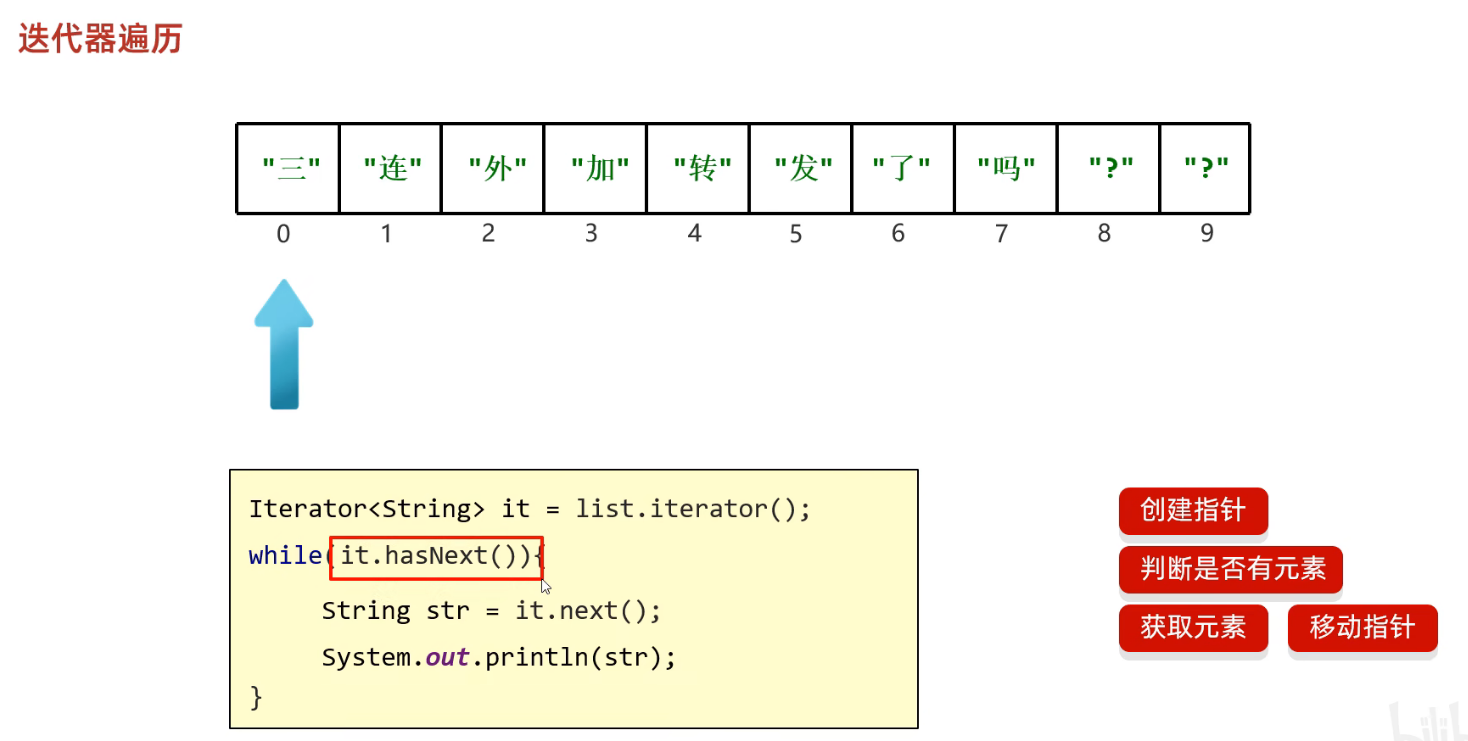 迭代器遍历
"三" "连" "外" "加" "转" "发" "了" "吗" "?" "?"
0 1 2 3 4 5 6 7 8 9
Iterator<String> it = list.iterator();
while(it.hasNext()){
String str = it.next();
System.out.println(str);
}
创建指针
判断是否有元素
获取元素 移动指针